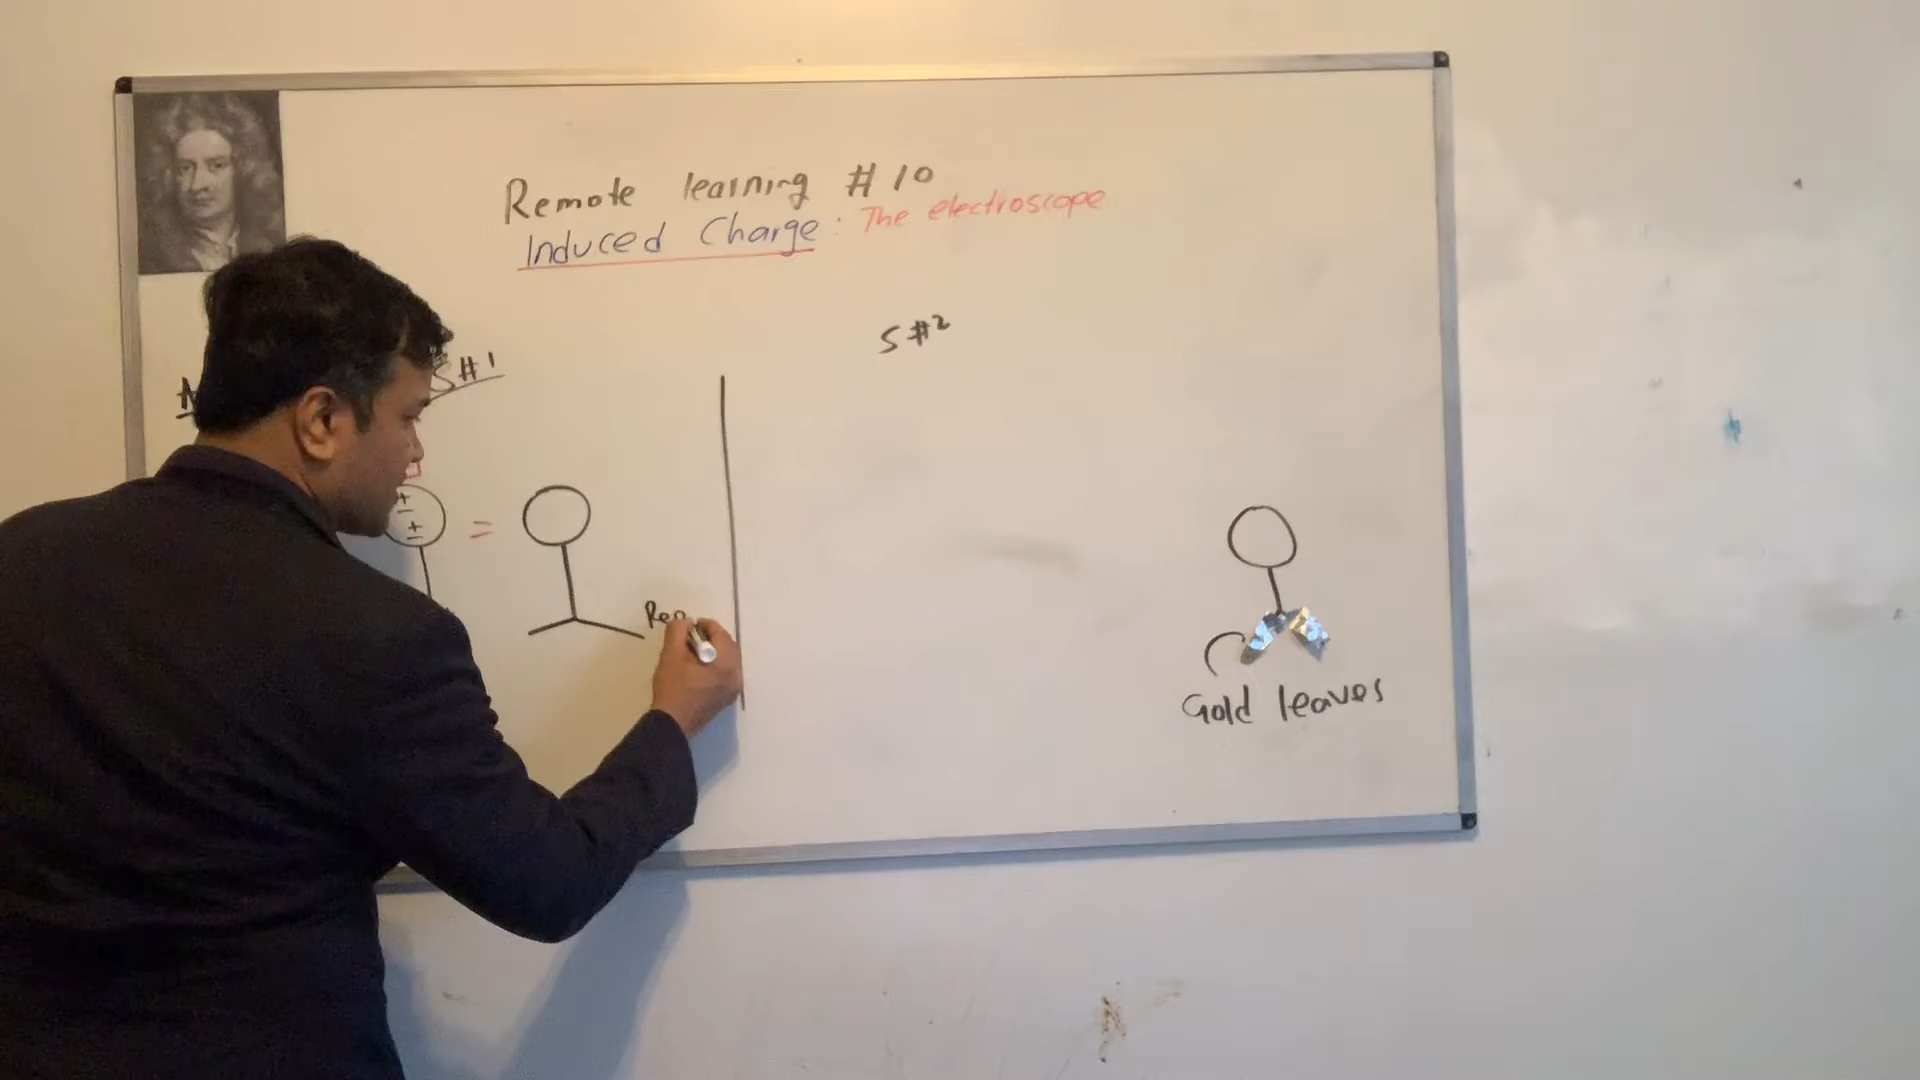 Remote learning #10
Induced Charge: The electroscope
S#1
S#2
±
±
=
Gold leaves